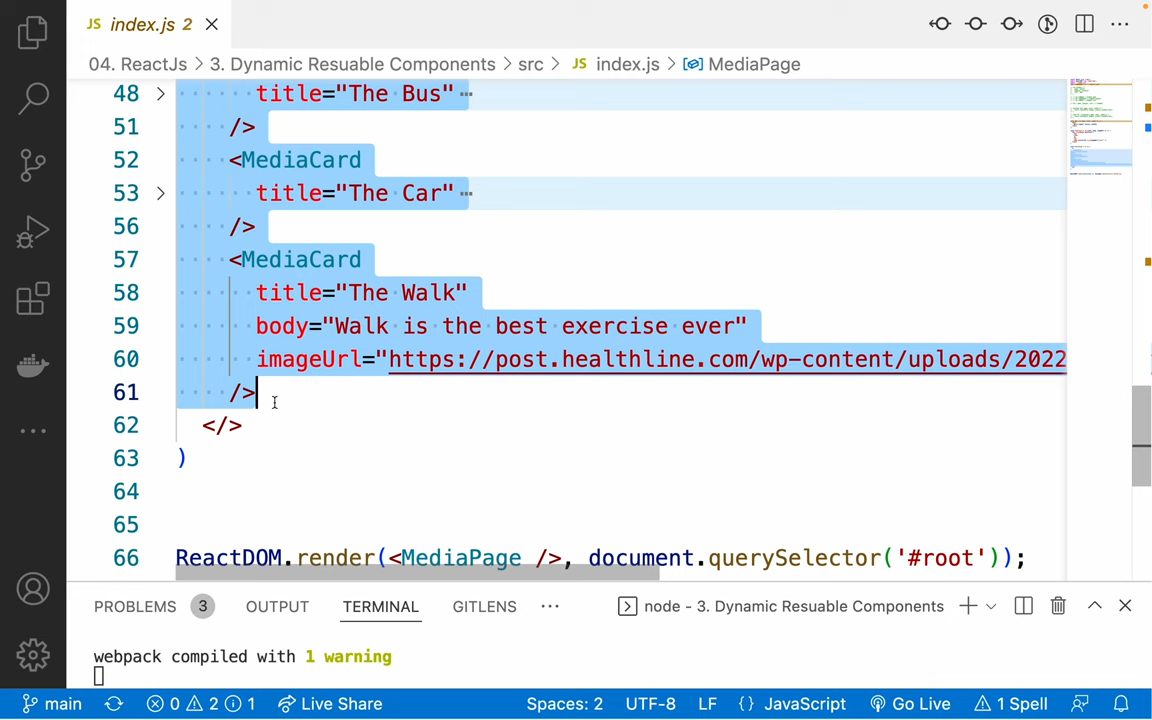 JS index.js 2
04. ReactJs > 3. Dynamic Resuable Components > src > JS index.js > MediaPage
48 title="The Bus"
51 />
52 <MediaCard
53 title="The Car"
56 />
57 <MediaCard
58 title="The Walk"
59 body="Walk is the best exercise ever"
60 imageUrl="https://post.healthline.com/wp-content/uploads/2022
61 />
62 </>
63 )
64
65
66 ReactDOM.render(<MediaPage />, document.querySelector('#root'));
PROBLEMS 3 OUTPUT TERMINAL GITLENS node - 3. Dynamic Resuable Components
webpack compiled with 1 warning
main 0 2 1 Live Share Spaces: 2 UTF-8 LF {} JavaScript Go Live 1 Spell